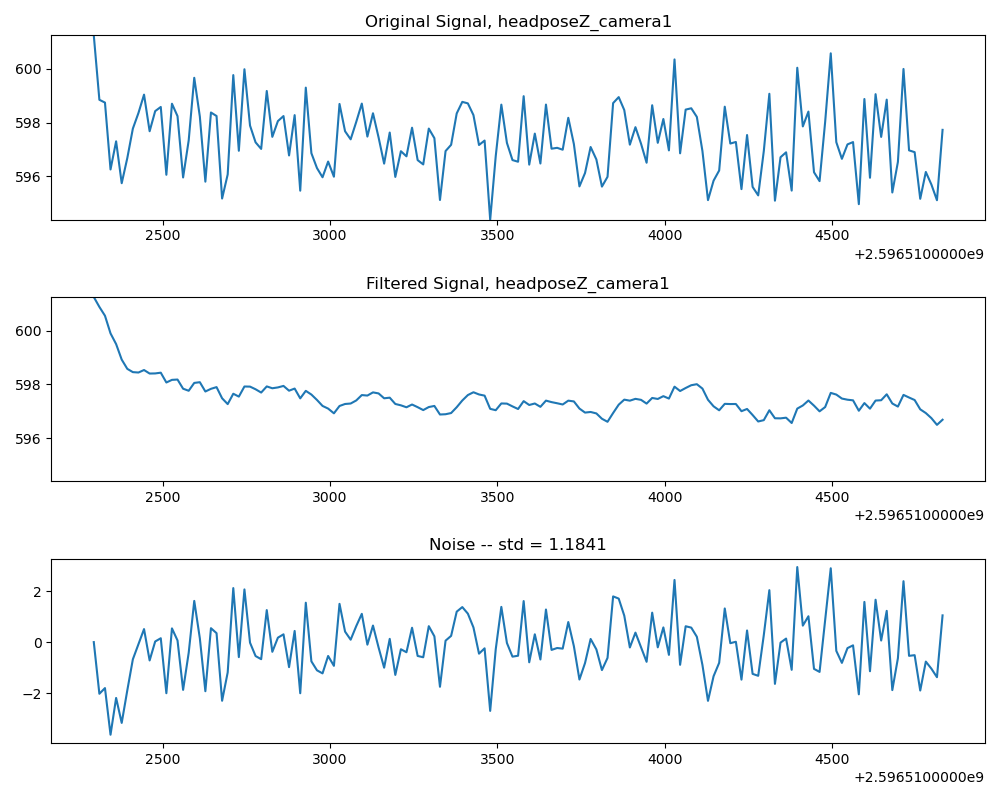 Original Signal, headposeZ_camera1
600
598
596
2500 3000 3500 4000 4500
+2.5965100000e9
Filtered Signal, headposeZ_camera1
600
598
596
2500 3000 3500 4000 4500
+2.5965100000e9
Noise -- std = 1.1841
2
0
−2
2500 3000 3500 4000 4500
+2.5965100000e9